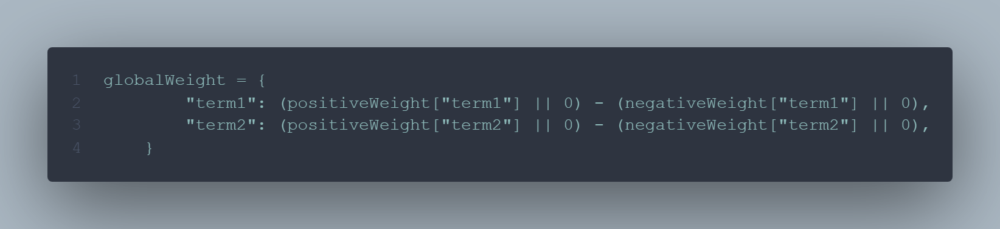 1 globalWeight = {
2         "term1": (positiveWeight["term1"] || 0) - (negativeWeight["term1"] || 0),
3         "term2": (positiveWeight["term2"] || 0) - (negativeWeight["term2"] || 0),
4     }